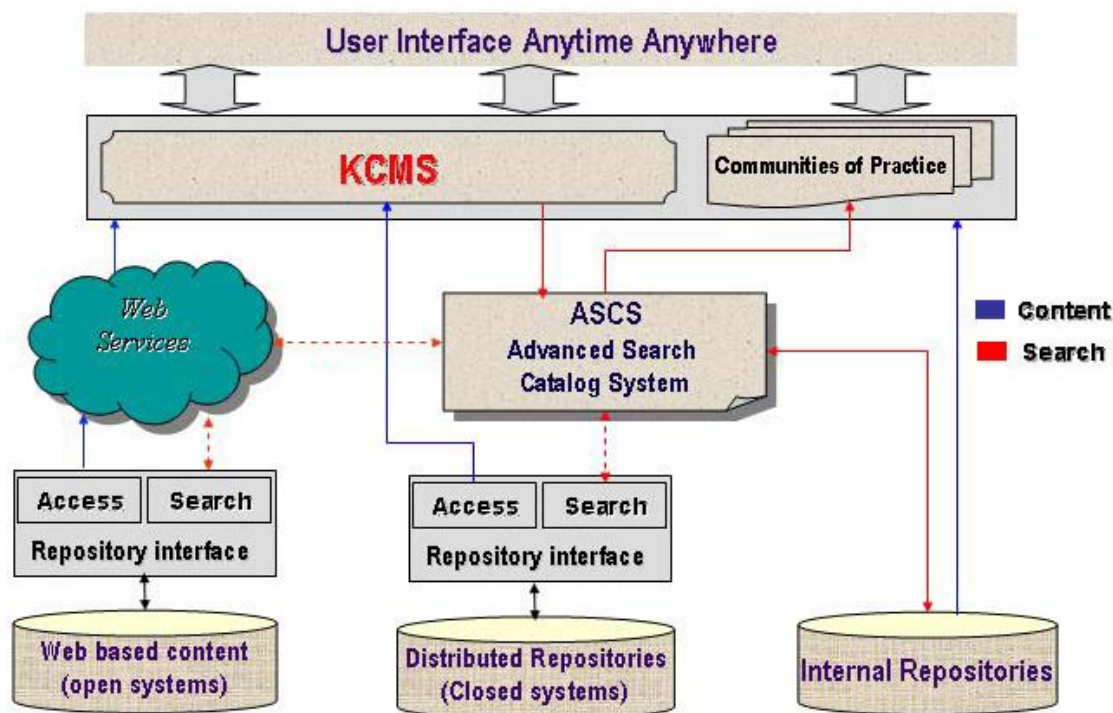 User Interface Anytime Anywhere
KCMS
Communities of Practice
Web
Services
ASCS
Advanced Search
Catalog System
Content
Search
Access
Search
Repository interface
Access
Search
Repository interface
Web based content
(open systems)
Distributed Repositories
(Closed systems)
Internal Repositories